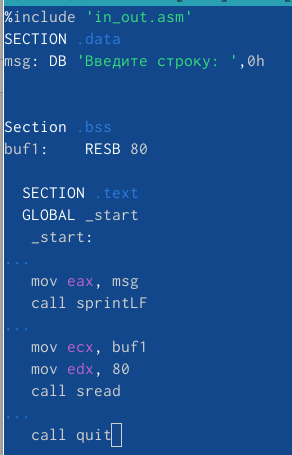 %include 'in_out.asm'
SECTION .data
msg: DB 'Введите строку: ',0h
Section .bss
buf1:    RESB 80
SECTION .text
GLOBAL _start
_start:
...
mov eax, msg
call sprintLF
...
mov ecx, buf1
mov edx, 80
call sread
...
call quit